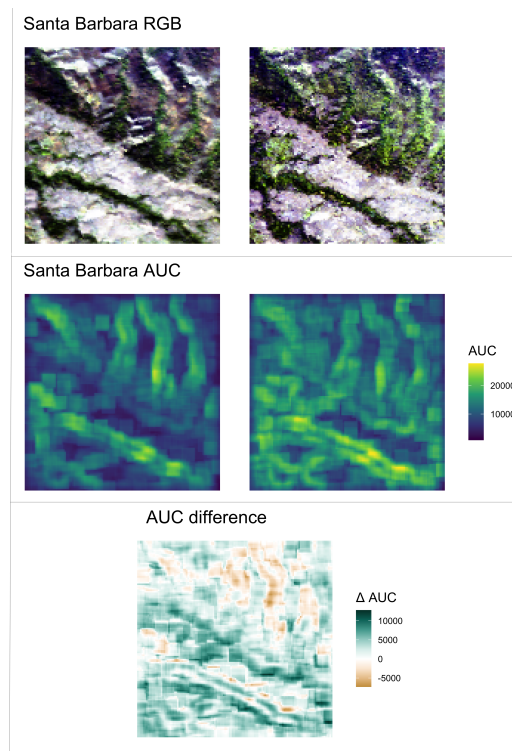 Santa Barbara RGB
Santa Barbara AUC
AUC
20000
10000
AUC difference
Δ AUC
10000
5000
0
-5000